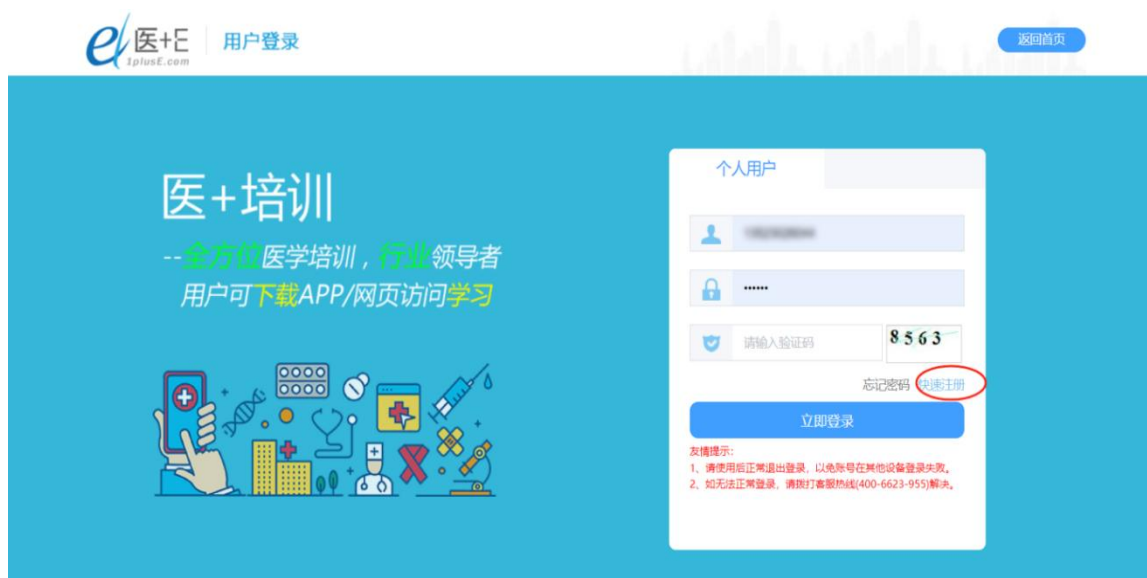 医+E
1plusE.com
用户登录
返回首页
医+培训
--全方位医学培训，行业领导者
用户可下载APP/网页访问学习
个人用户
请输入验证码
8563
忘记密码 快速注册
立即登录
友情提示：
1、请使用后正常退出登录，以免账号在其他设备登录失败。
2、如无法正常登录，请拨打客服热线(400-6623-955)解决。